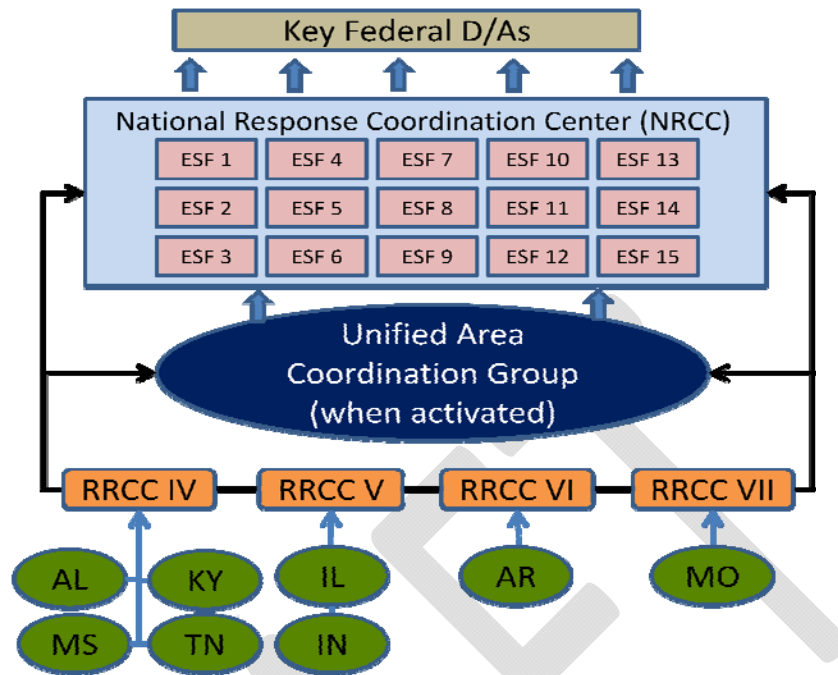 Key Federal D/As
National Response Coordination Center (NRCC)
ESF 1 ESF 4 ESF 7 ESF 10 ESF 13
ESF 2 ESF 5 ESF 8 ESF 11 ESF 14
ESF 3 ESF 6 ESF 9 ESF 12 ESF 15
Unified Area
Coordination Group
(when activated)
RRCC IV RRCC V RRCC VI RRCC VII
AL KY IL AR MO
MS TN IN